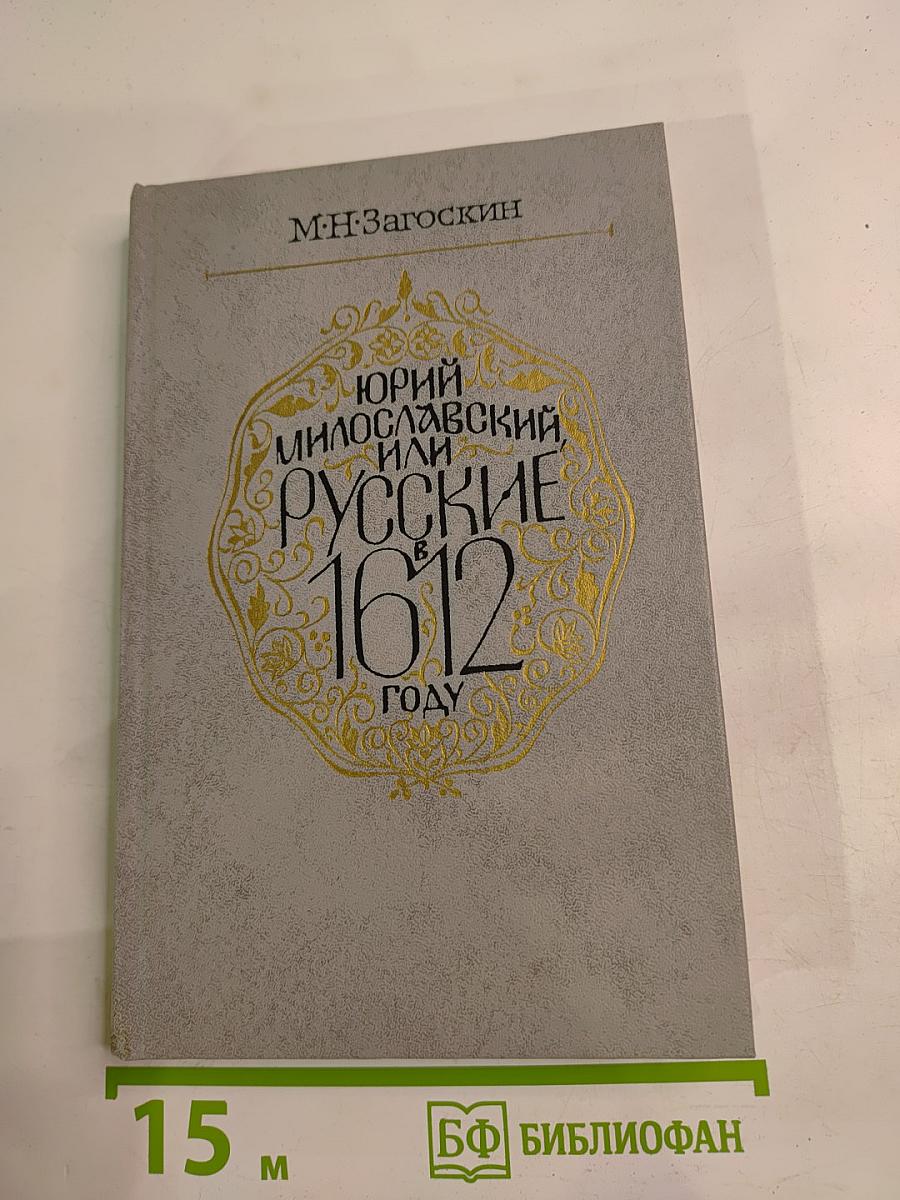 М·Н·Загоскин
ЮРИЙ
МИЛОСЛАВСКИЙ,
ИЛИ
РУССКИЕ
В
1612
ГОДУ
15 м
БФ БИБЛИОФАН